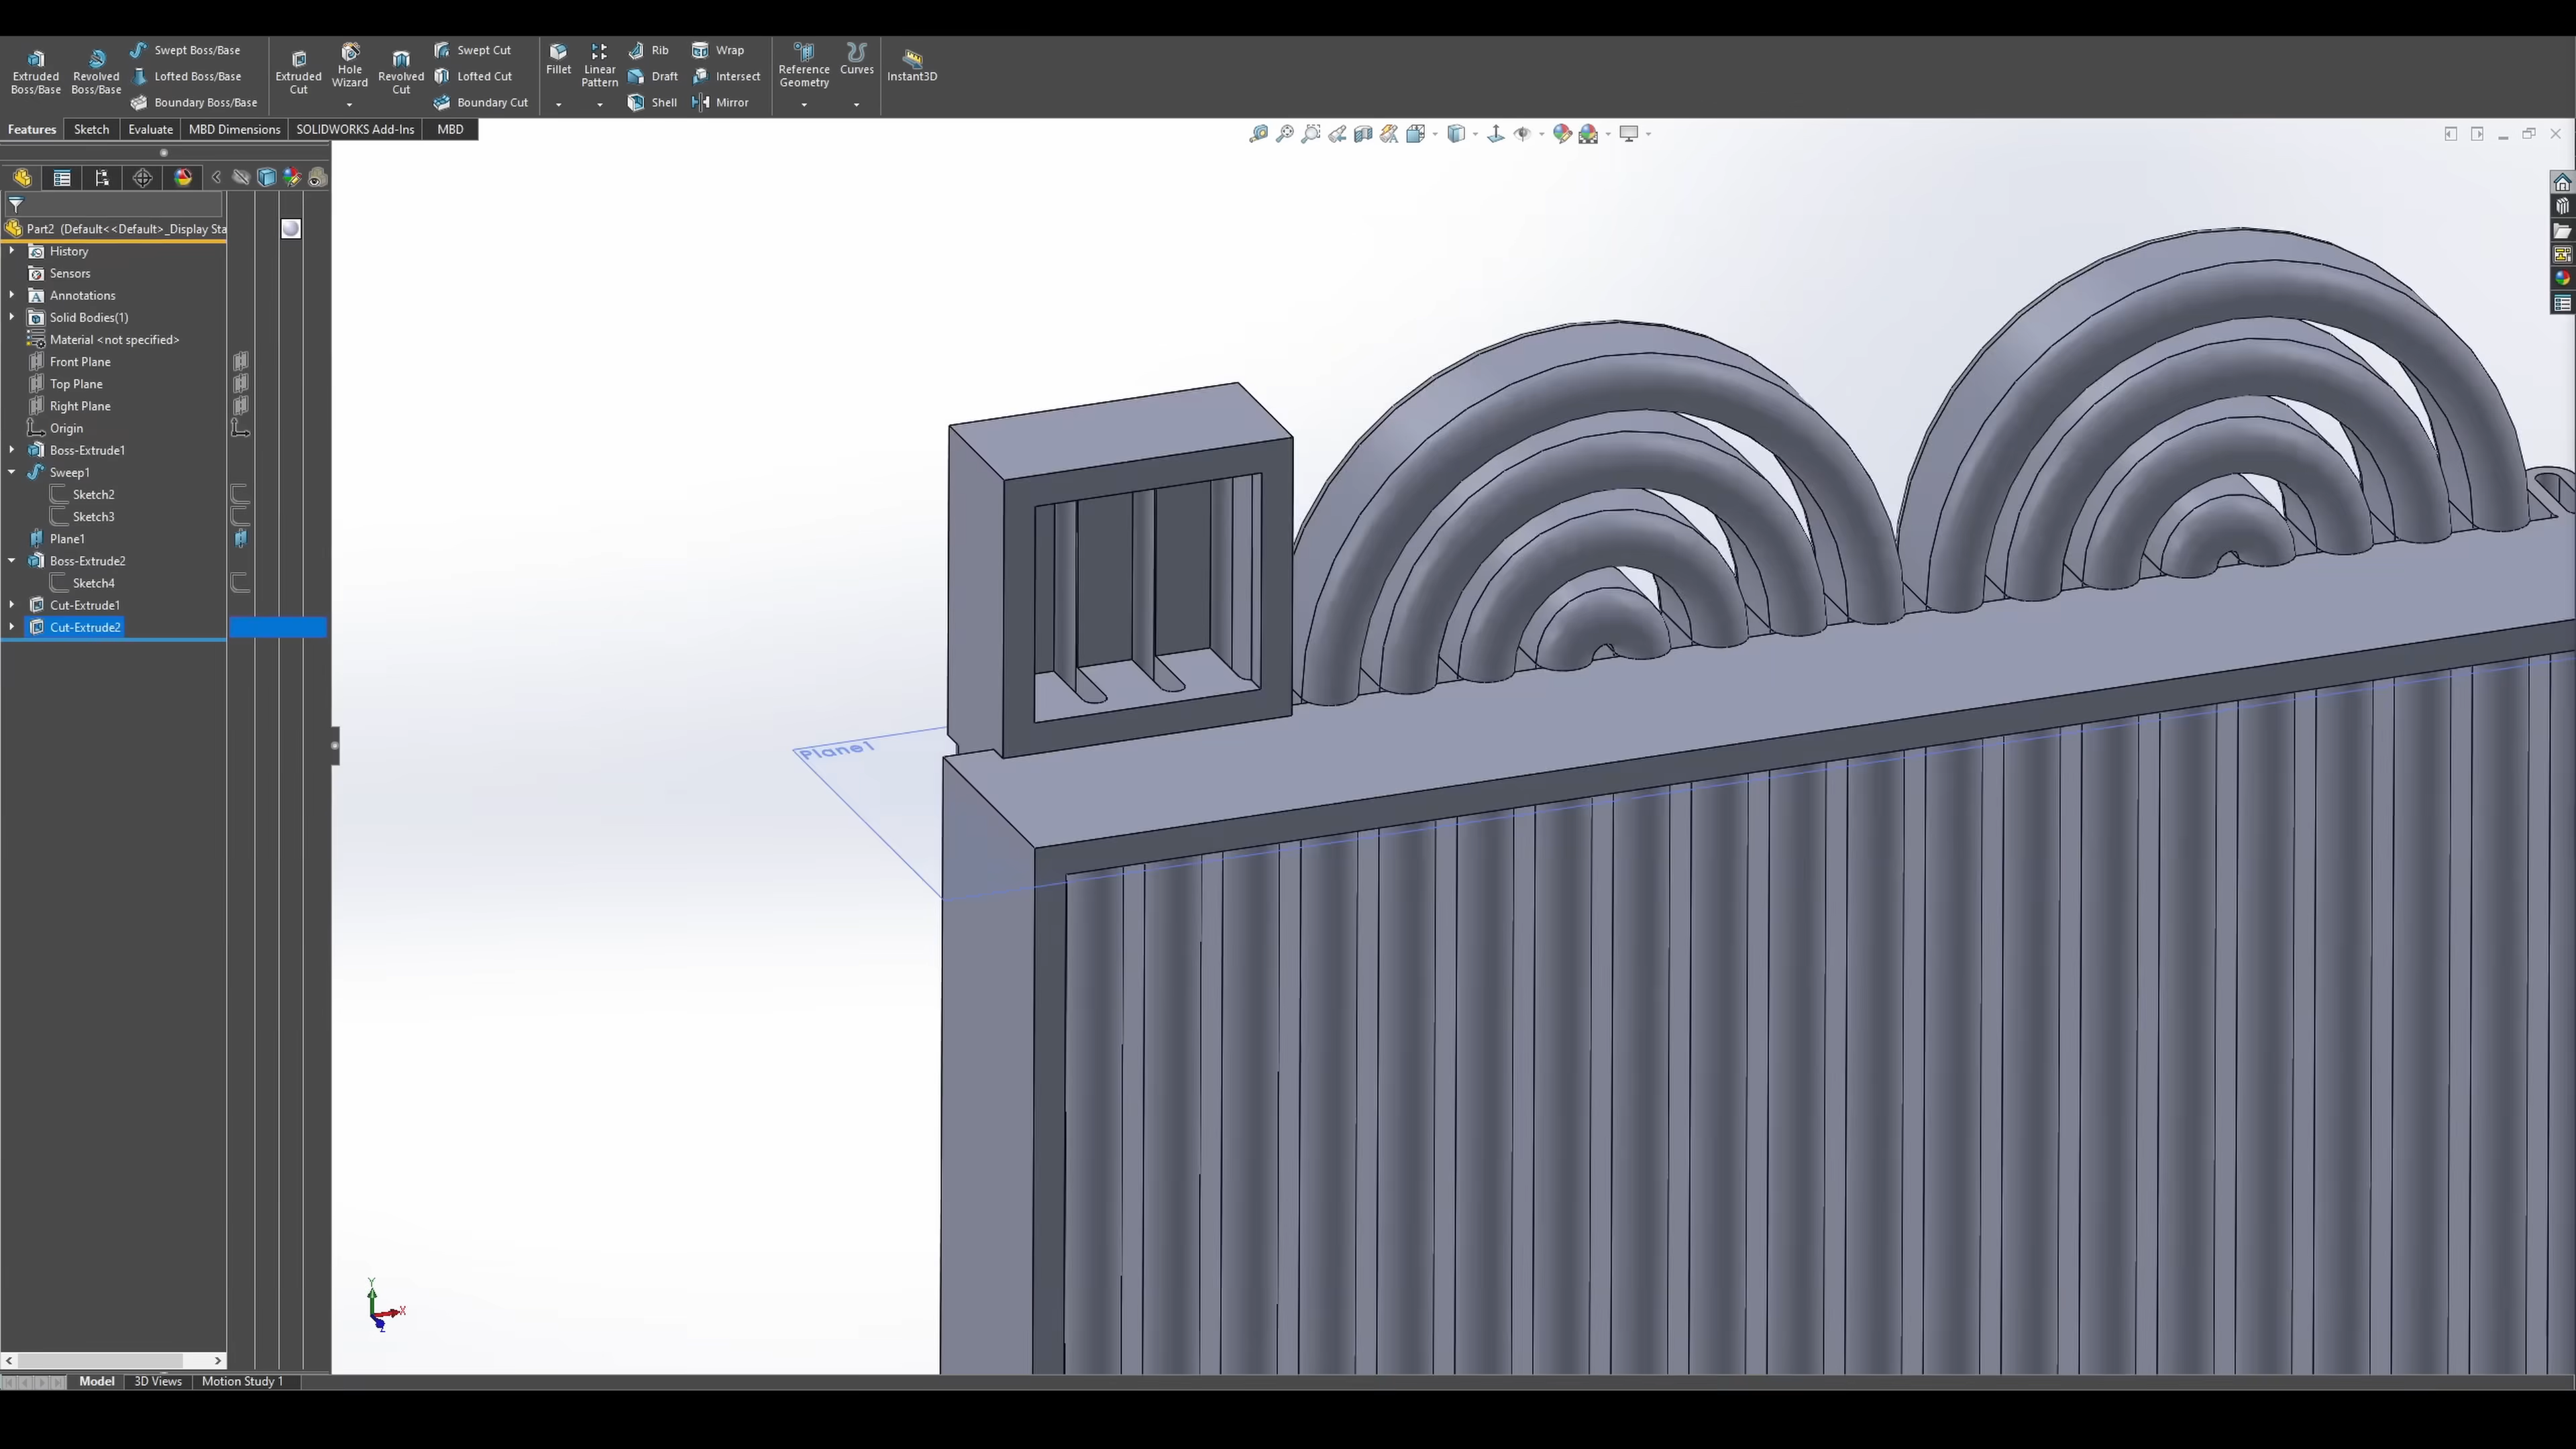 Extruded Boss/Base
Revolved Boss/Base
Swept Boss/Base
Lofted Boss/Base
Boundary Boss/Base
Extruded Cut
Hole Wizard
Revolved Cut
Swept Cut
Lofted Cut
Boundary Cut
Fillet
Linear Pattern
Rib
Draft
Shell
Wrap
Intersect
Mirror
Reference Geometry
Curves
Instant3D
Features
Sketch
Evaluate
MBD Dimensions
SOLIDWORKS Add-Ins
MBD
Part2 (Default<<Default>_Display Sta
History
Sensors
Annotations
Solid Bodies(1)
Material <not specified>
Front Plane
Top Plane
Right Plane
Origin
Boss-Extrude1
Sweep1
Sketch2
Sketch3
Plane1
Boss-Extrude2
Sketch4
Cut-Extrude1
Cut-Extrude2
Plane1
Y
X
Z
Model
3D Views
Motion Study 1